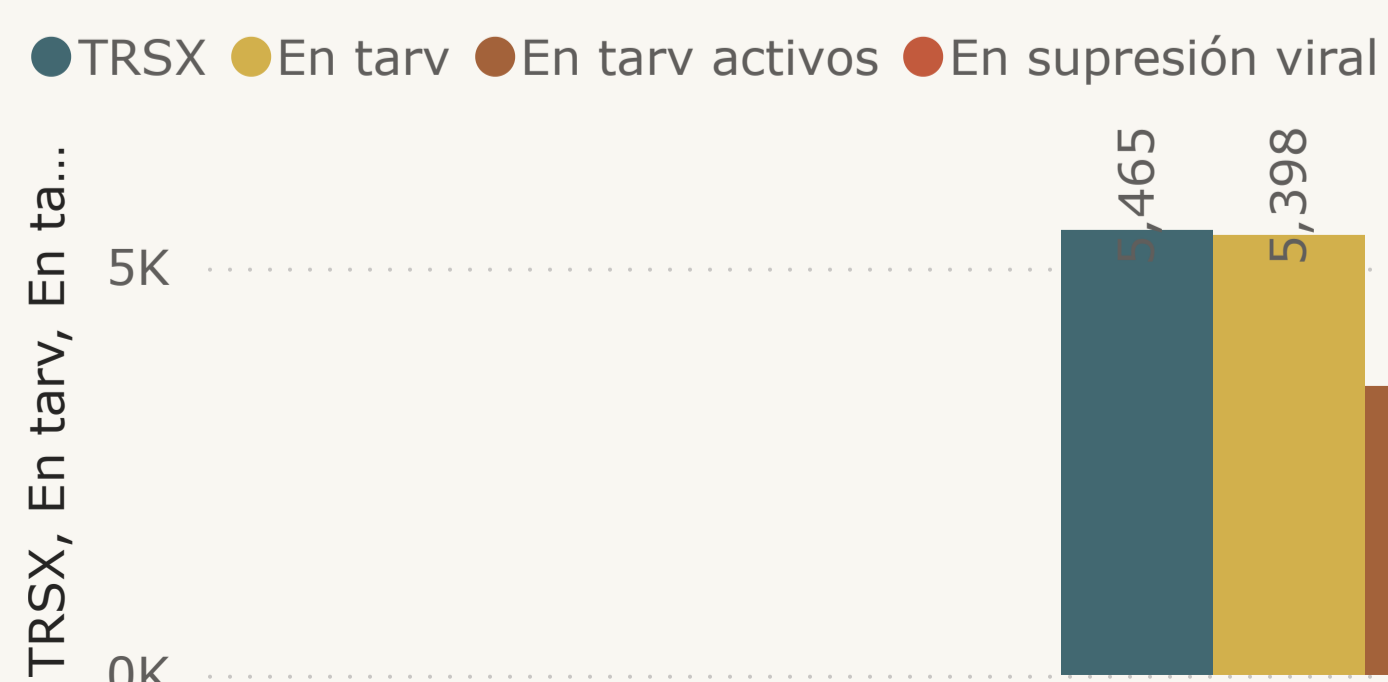 TRSX En tarv En tarv activos En supresión viral
TRSX, En tarv, En ta...
5K
0K
5,465
5,398